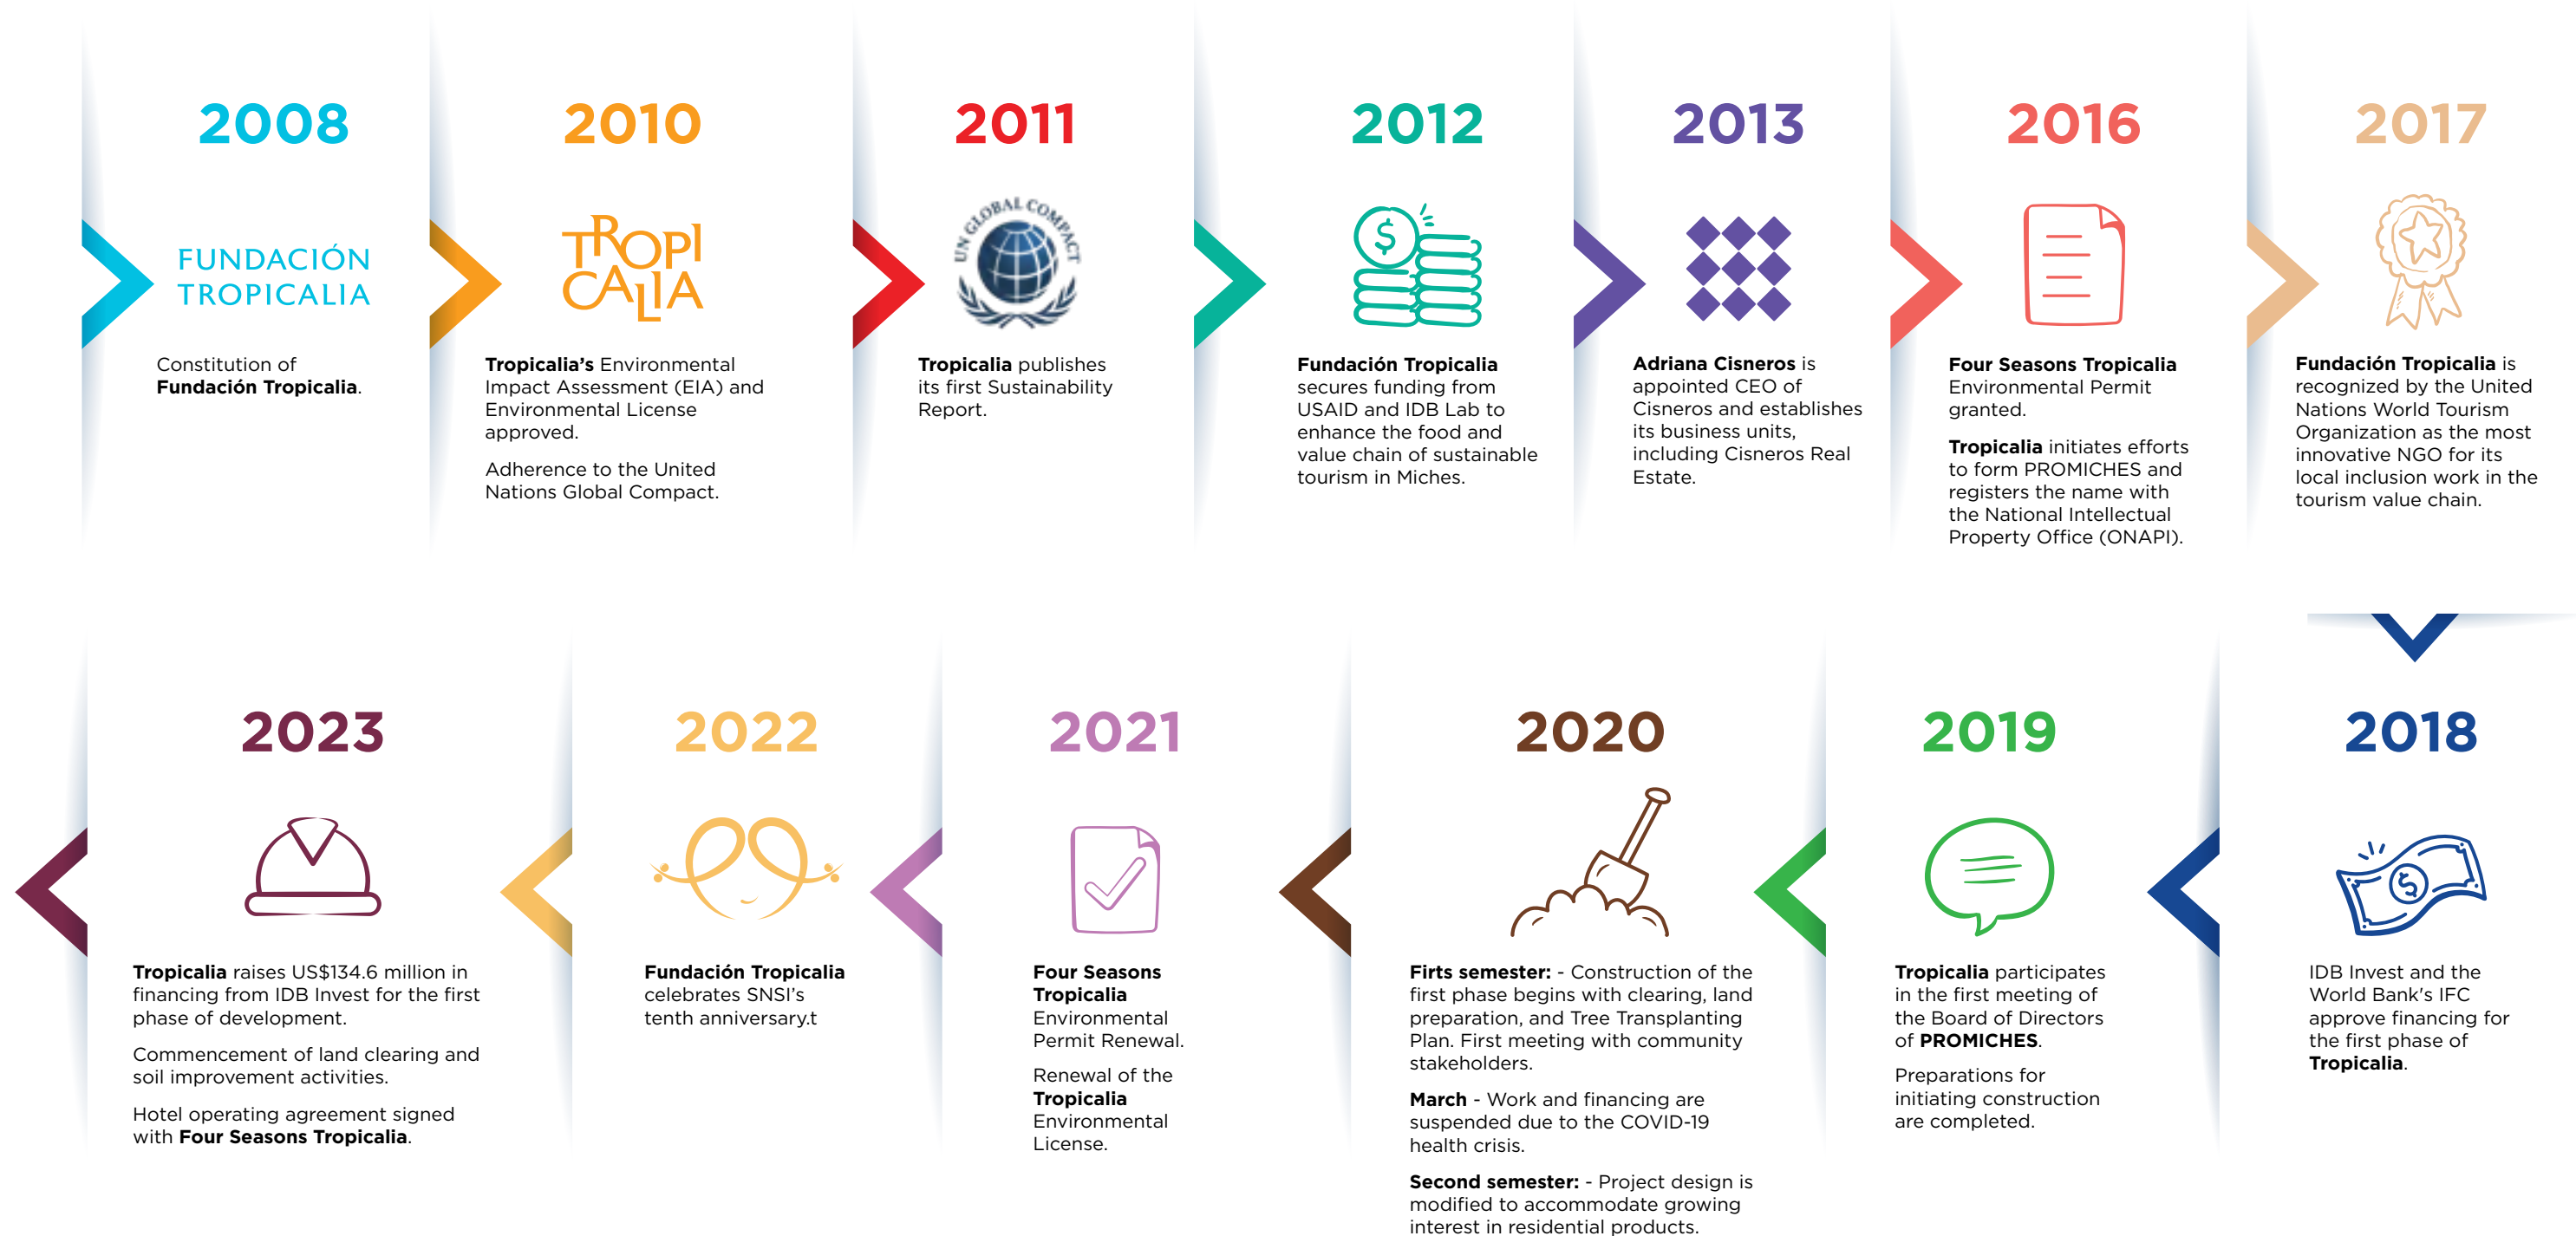 2008
FUNDACIÓN
TROPICALIA
Constitution of
Fundación Tropicalia.
2010
TROPI
CALIA
Tropicalia’s Environmental
Impact Assessment (EIA) and
Environmental License
approved.
Adherence to the United
Nations Global Compact.
2011
UN GLOBAL COMPACT
Tropicalia publishes
its first Sustainability
Report.
2012
$
Fundación Tropicalia
secures funding from
USAID and IDB Lab to
enhance the food and
value chain of sustainable
tourism in Miches.
2013
Adriana Cisneros is
appointed CEO of
Cisneros and establishes
its business units,
including Cisneros Real
Estate.
2016
Four Seasons Tropicalia
Environmental Permit
granted.
Tropicalia initiates efforts
to form PROMICHES and
registers the name with
the National Intellectual
Property Office (ONAPI).
2017
Fundación Tropicalia is
recognized by the United
Nations World Tourism
Organization as the most
innovative NGO for its
local inclusion work in the
tourism value chain.
2018
$
IDB Invest and the
World Bank's IFC
approve financing for
the first phase of
Tropicalia.
2019
Tropicalia participates
in the first meeting of
the Board of Directors
of PROMICHES.
Preparations for
initiating construction
are completed.
2020
Firts semester: - Construction of the
first phase begins with clearing, land
preparation, and Tree Transplanting
Plan. First meeting with community
stakeholders.
March - Work and financing are
suspended due to the COVID-19
health crisis.
Second semester: - Project design is
modified to accommodate growing
interest in residential products.
2021
Four Seasons
Tropicalia
Environmental
Permit Renewal.
Renewal of the
Tropicalia
Environmental
License.
2022
Fundación Tropicalia
celebrates SNSI’s
tenth anniversary.t
2023
Tropicalia raises US$134.6 million in
financing from IDB Invest for the first
phase of development.
Commencement of land clearing and
soil improvement activities.
Hotel operating agreement signed
with Four Seasons Tropicalia.